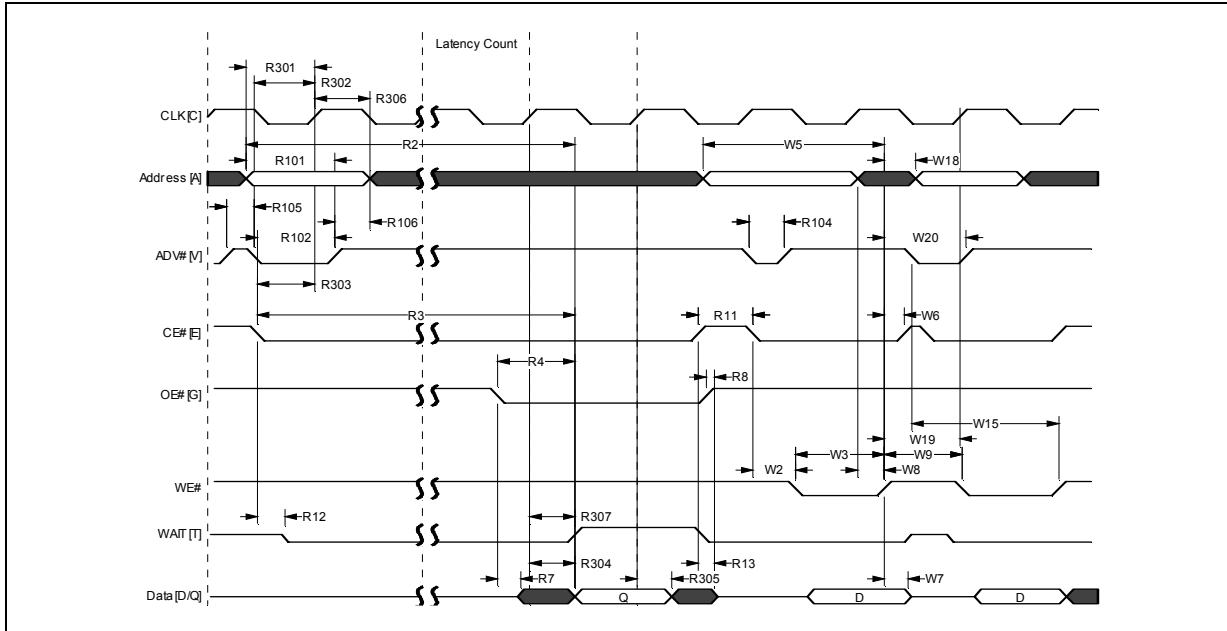 Latency Count
R301
R302
R306
CLK [C]
R2
W5
R101
W18
Address [A]
R105
R106
R102
R104
W20
ADV# [V]
R303
R3
R11
W6
CE# [E]
R4
R8
OE# [G]
W15
W19
W3
W9
W2
W8
WE#
R12
R307
WAIT [T]
R304
R13
R7
R305
W7
Data [D/Q]
Q
D
D